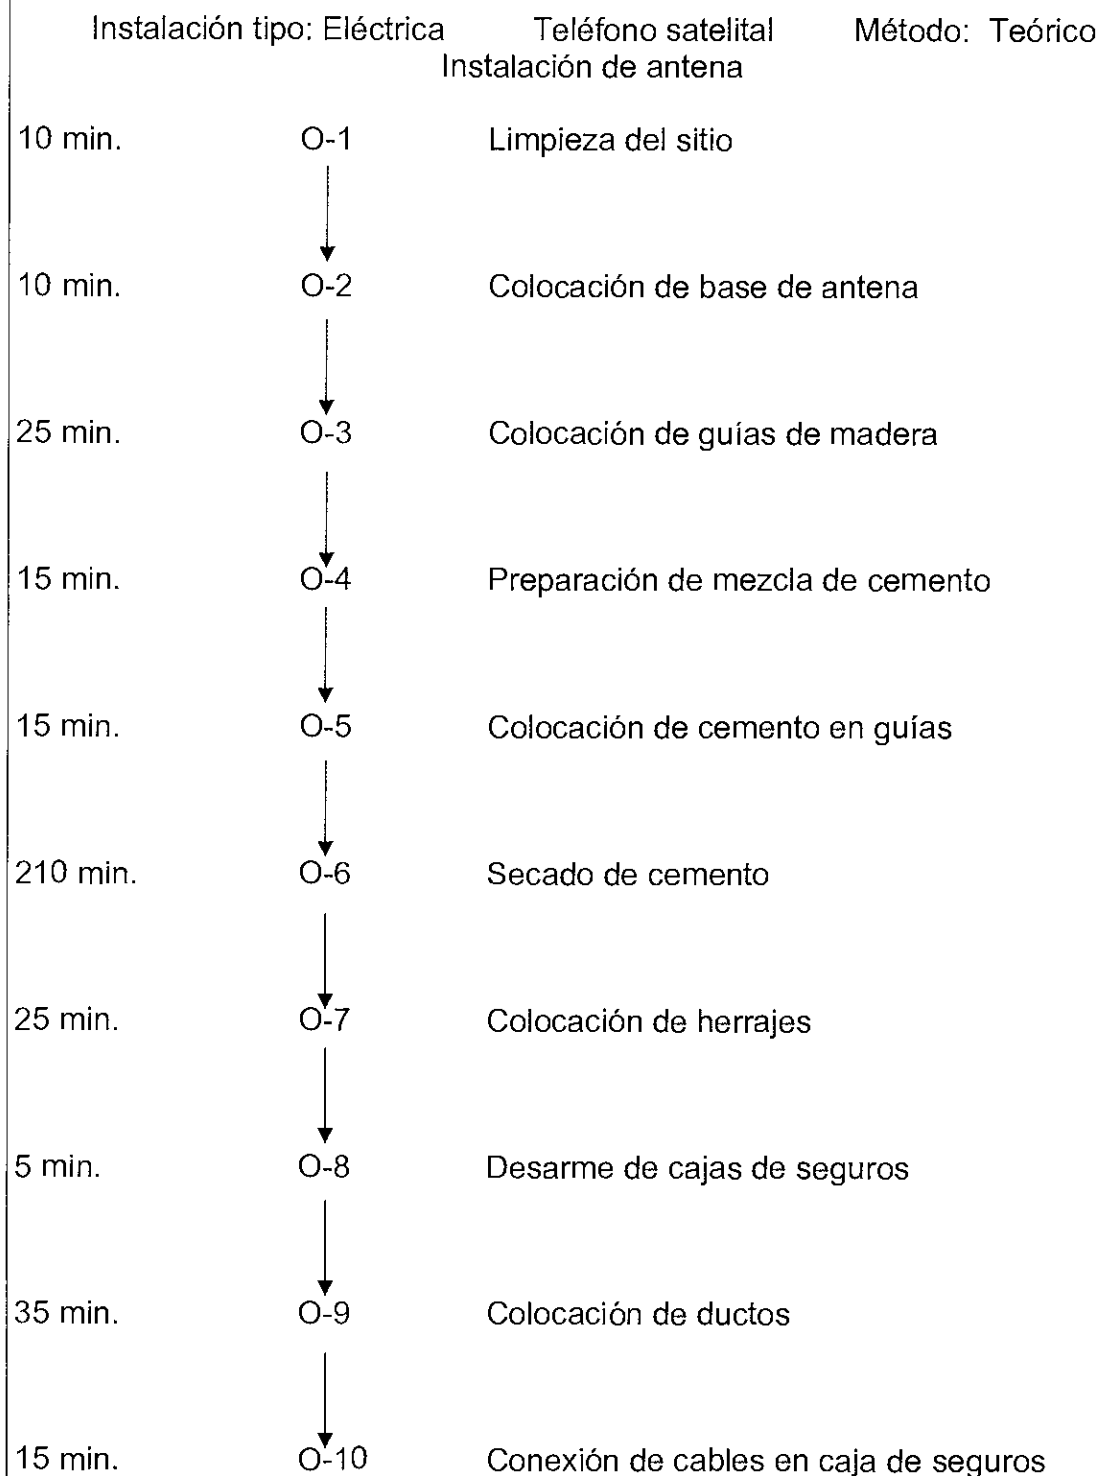 Instalación tipo: Eléctrica Teléfono satelital Método: Teórico
Instalación de antena
10 min. O-1 Limpieza del sitio
10 min. O-2 Colocación de base de antena
25 min. O-3 Colocación de guías de madera
15 min. O-4 Preparación de mezcla de cemento
15 min. O-5 Colocación de cemento en guías
210 min. O-6 Secado de cemento
25 min. O-7 Colocación de herrajes
5 min. O-8 Desarme de cajas de seguros
35 min. O-9 Colocación de ductos
15 min. O-10 Conexión de cables en caja de seguros